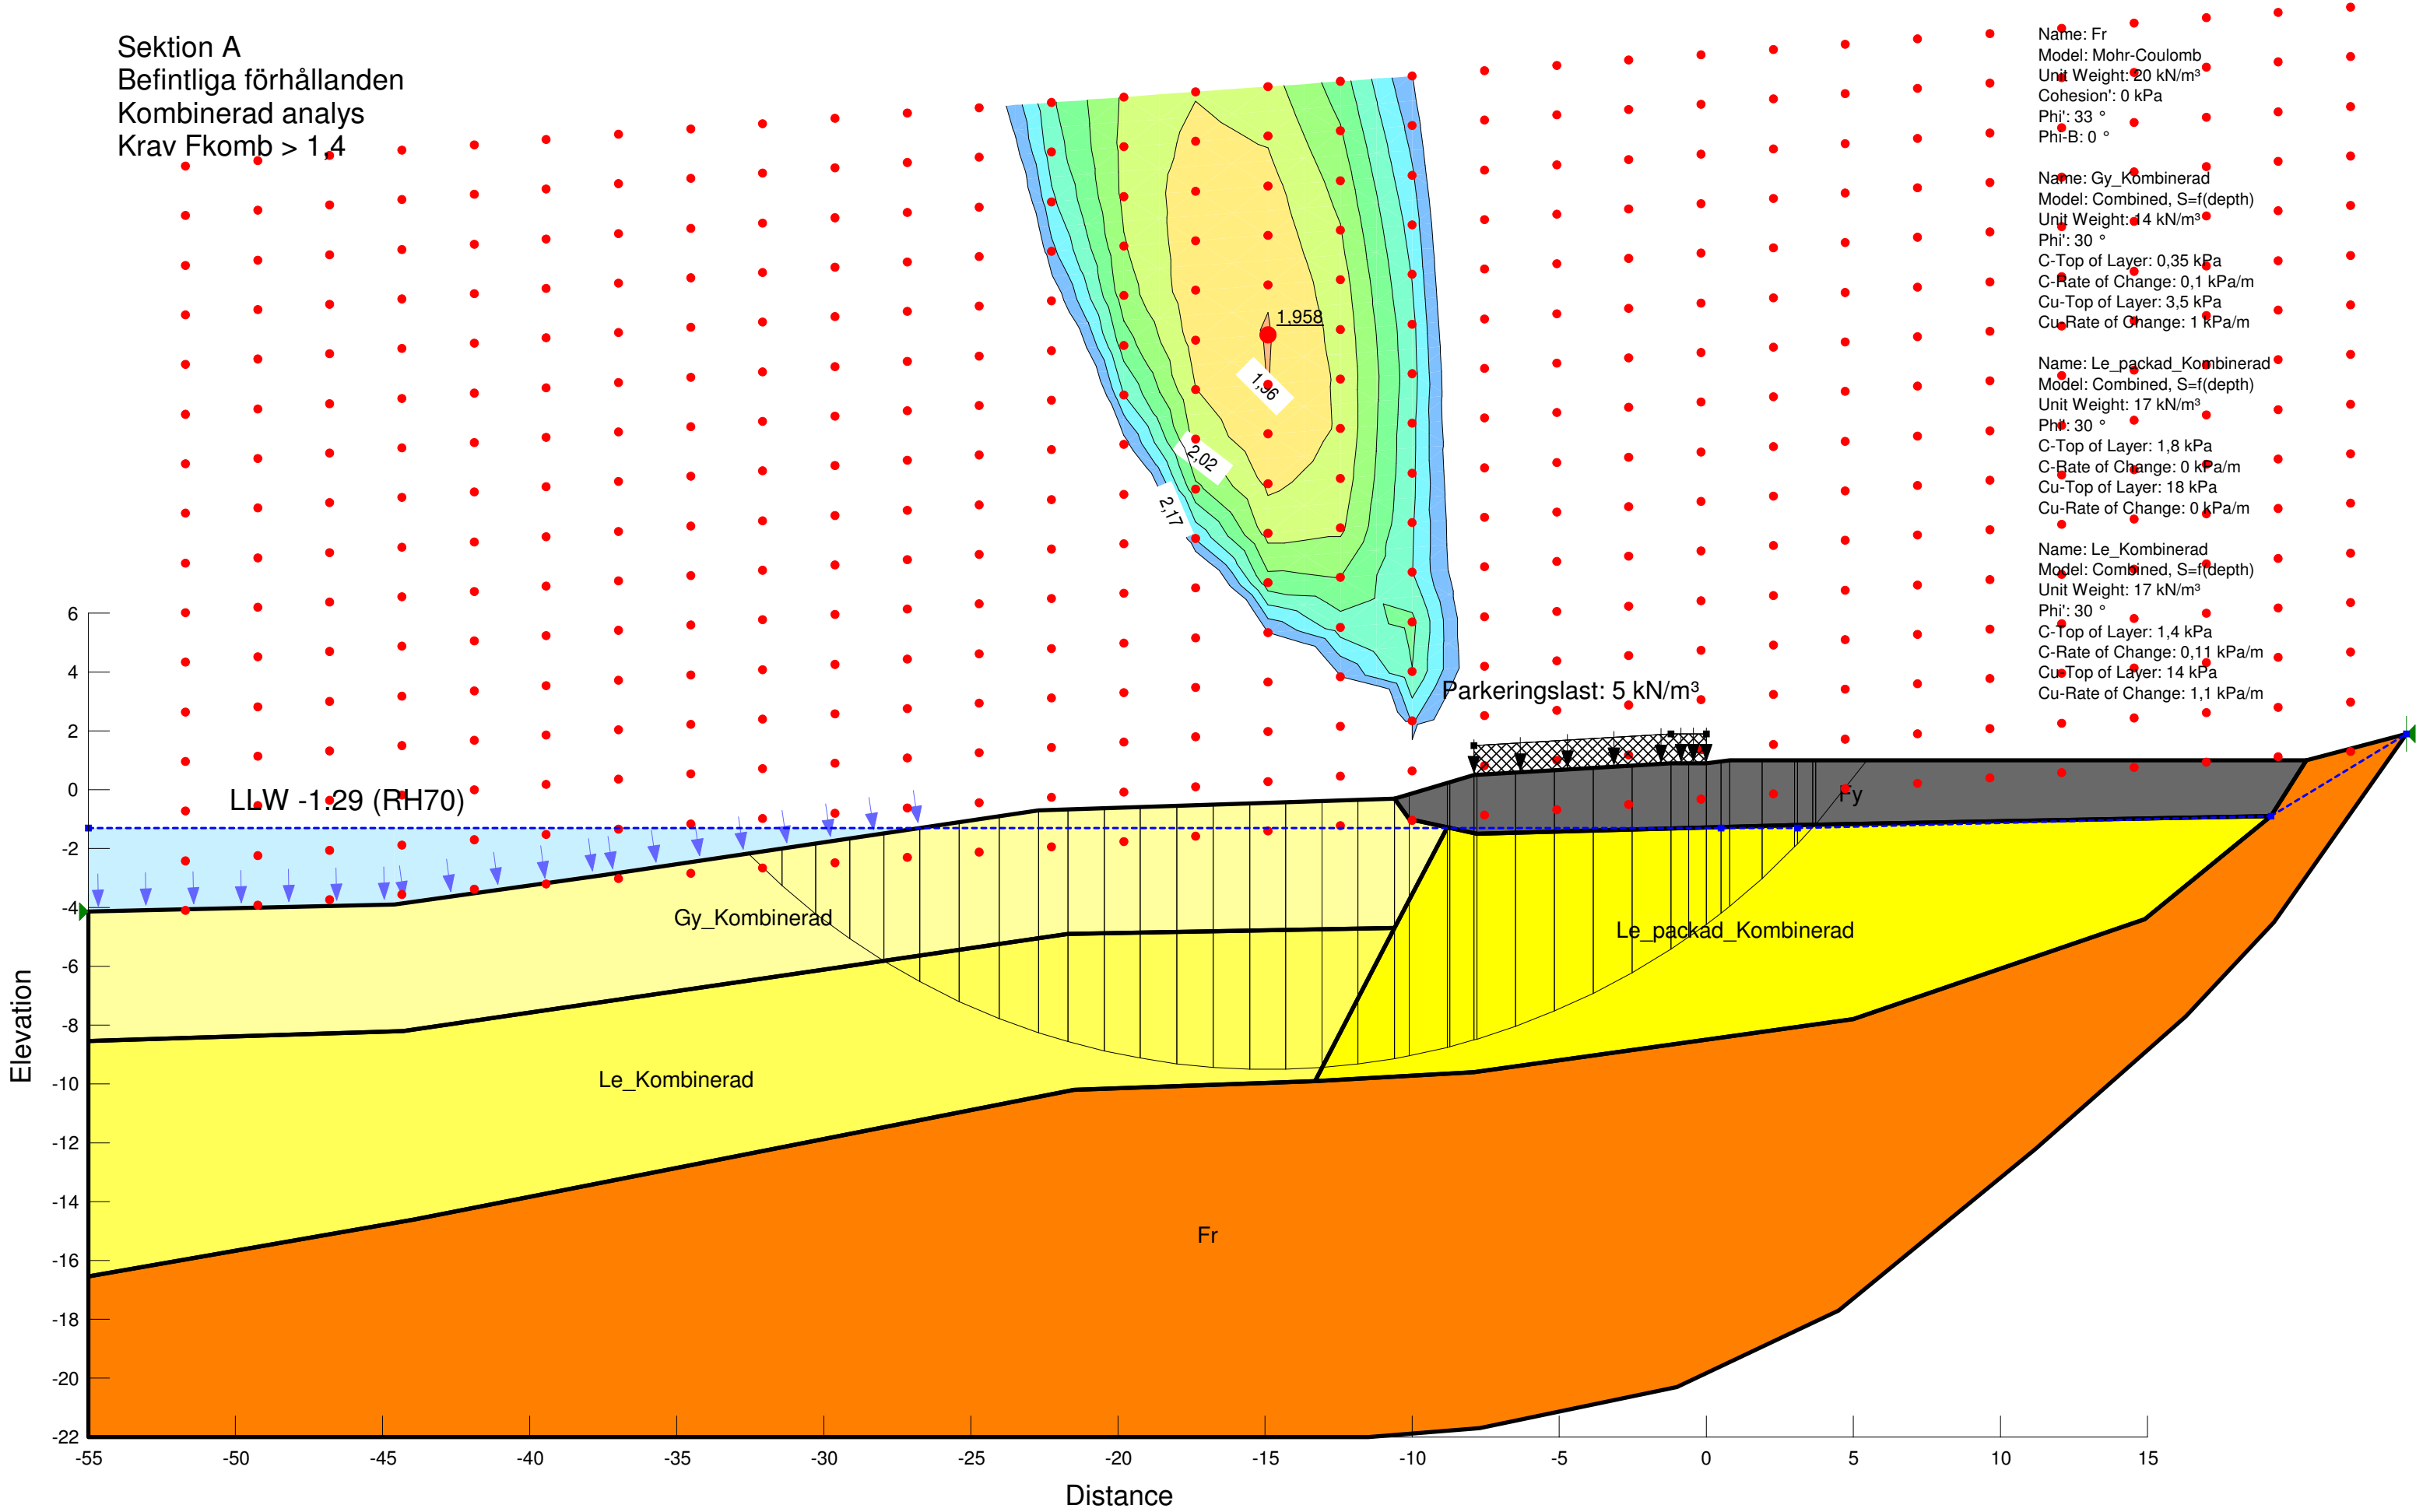 Sektion A
Befintliga förhållanden
Kombinerad analys
Krav Fkomb > 1,4
Name: Fr
Model: Mohr-Coulomb
Unit Weight: 20 kN/m³
Cohesion': 0 kPa
Phi': 33 °
Phi-B: 0 °
Name: Gy_Kombinerad
Model: Combined, S=f(depth)
Unit Weight: 14 kN/m³
Phi': 30 °
C-Top of Layer: 0,35 kPa
C-Rate of Change: 0,1 kPa/m
Cu-Top of Layer: 3,5 kPa
Cu-Rate of Change: 1 kPa/m
Name: Le_packad_Kombinerad
Model: Combined, S=f(depth)
Unit Weight: 17 kN/m³
Phi': 30 °
C-Top of Layer: 1,8 kPa
C-Rate of Change: 0 kPa/m
Cu-Top of Layer: 18 kPa
Cu-Rate of Change: 0 kPa/m
Name: Le_Kombinerad
Model: Combined, S=f(depth)
Unit Weight: 17 kN/m³
Phi': 30 °
C-Top of Layer: 1,4 kPa
C-Rate of Change: 0,11 kPa/m
Cu-Top of Layer: 14 kPa
Cu-Rate of Change: 1,1 kPa/m
1,958
1,96
2,02
2,17
Parkeringslast: 5 kN/m³
LLW -1.29 (RH70)
Fy
Gy_Kombinerad
Le_packad_Kombinerad
Le_Kombinerad
Fr
Elevation
6
4
2
0
-2
-4
-6
-8
-10
-12
-14
-16
-18
-20
-22
-55 -50 -45 -40 -35 -30 -25 -20 -15 -10 -5 0 5 10 15
Distance